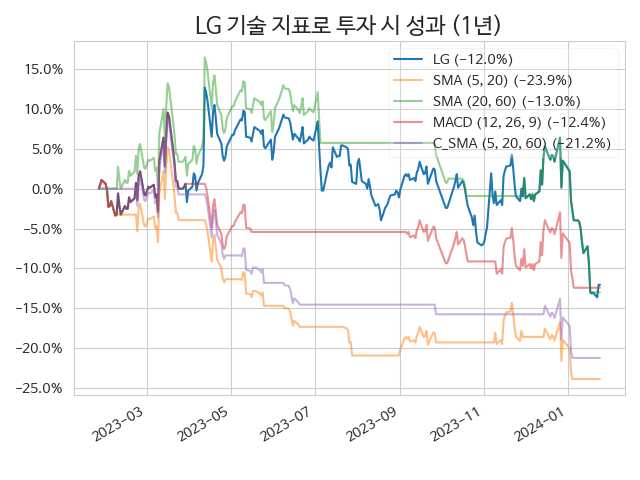 LG 기술 지표로 투자 시 성과 (1년)
LG (−12.0%)
SMA (5, 20) (−23.9%)
SMA (20, 60) (−13.0%)
MACD (12, 26, 9) (−12.4%)
C_SMA (5, 20, 60) (−21.2%)
15.0%
10.0%
5.0%
0.0%
−5.0%
−10.0%
−15.0%
−20.0%
−25.0%
2023-03
2023-05
2023-07
2023-09
2023-11
2024-01